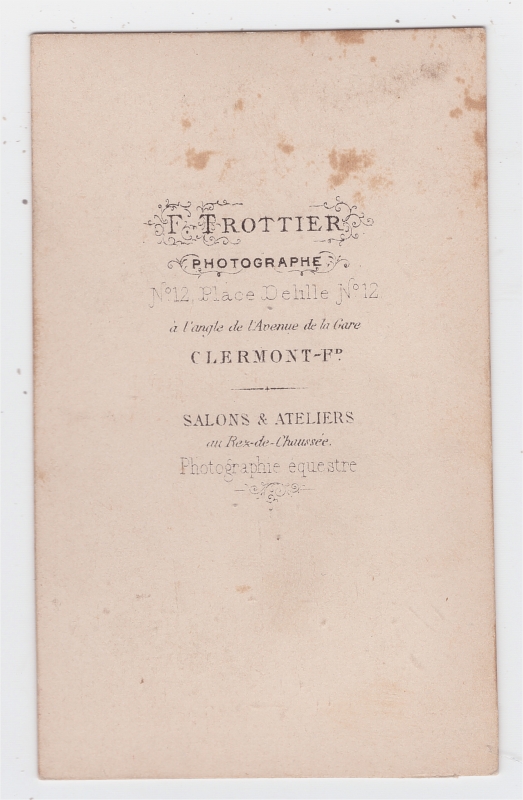 F. TROTTIER
PHOTOGRAPHE
Nº 12, Place Delille Nº 12
à l'angle de l'Avenue de la Gare
CLERMONT-Fᴰ
SALONS & ATELIERS
au Rez-de-Chaussée.
Photographie equestre